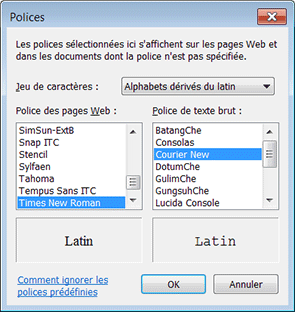 Polices
Les polices sélectionnées ici s'affichent sur les pages Web et
dans les documents dont la police n'est pas spécifiée.
Jeu de caractères :
Alphabets dérivés du latin
Police des pages Web :
SimSun-ExtB
Snap ITC
Stencil
Sylfaen
Tahoma
Tempus Sans ITC
Times New Roman
Latin
Police de texte brut :
BatangChe
Consolas
Courier New
DotumChe
GulimChe
GungsuhChe
Lucida Console
Latin
Comment ignorer les
polices prédéfinies
OK
Annuler